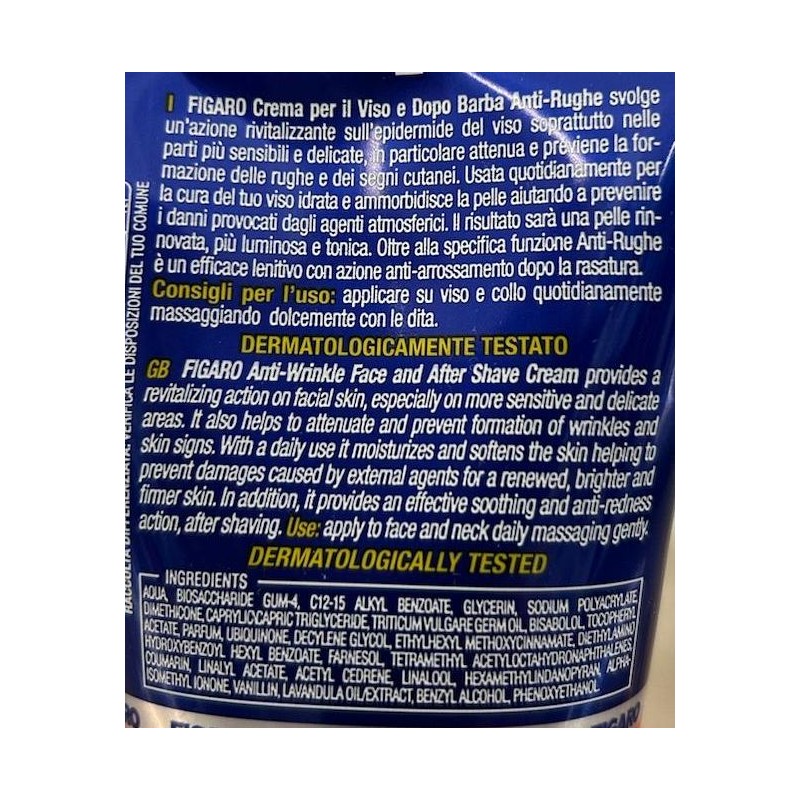 I FIGARO Crema per il Viso e Dopo Barba Anti-Rughe svolge
un'azione rivitalizzante sull'epidermide del viso soprattutto nelle
parti più sensibili e delicate, in particolare attenua e previene la for-
mazione delle rughe e dei segni cutanei. Usata quotidianamente per
la cura del tuo viso idrata e ammorbidisce la pelle aiutando a prevenire
i danni provocati dagli agenti atmosferici. Il risultato sarà una pelle rin-
novata, più luminosa e tonica. Oltre alla specifica funzione Anti-Rughe
è un efficace lenitivo con azione anti-arrossamento dopo la rasatura.
Consigli per l'uso: applicare su viso e collo quotidianamente
massaggiando dolcemente con le dita.
DERMATOLOGICAMENTE TESTATO
GB FIGARO Anti-Wrinkle Face and After Shave Cream provides a
revitalizing action on facial skin, especially on more sensitive and delicate
areas. It also helps to attenuate and prevent formation of wrinkles and
skin signs. With a daily use it moisturizes and softens the skin helping to
prevent damages caused by external agents for a renewed, brighter and
firmer skin. In addition, it provides an effective soothing and anti-redness
action, after shaving. Use: apply to face and neck daily massaging gently.
DERMATOLOGICALLY TESTED
INGREDIENTS
AQUA, BIOSACCHARIDE GUM-4, C12-15 ALKYL BENZOATE, GLYCERIN, SODIUM POLYACRYLATE,
DIMETHICONE, CAPRYLIC/CAPRIC TRIGLYCERIDE, TRITICUM VULGARE GERM OIL, BISABOLOL, TOCOPHERYL
ACETATE, PARFUM, UBIQUINONE, DECYLENE GLYCOL, ETHYLHEXYL METHOXYCINNAMATE, DIETHYLAMINO
HYDROXYBENZOYL HEXYL BENZOATE, FARNESOL, TETRAMETHYL ACETYLOCTAHYDRONAPHTHALENES,
COUMARIN, LINALYL ACETATE, ACETYL CEDRENE, LINALOOL, HEXAMETHYLINDANOPYRAN, ALPHA-
ISOMETHYL IONONE, VANILLIN, LAVANDULA OIL/EXTRACT, BENZYL ALCOHOL, PHENOXYETHANOL.
RACCOLTA DIFFERENZIATA. VERIFICA LE DISPOSIZIONI DEL TUO COMUNE
FIGARO